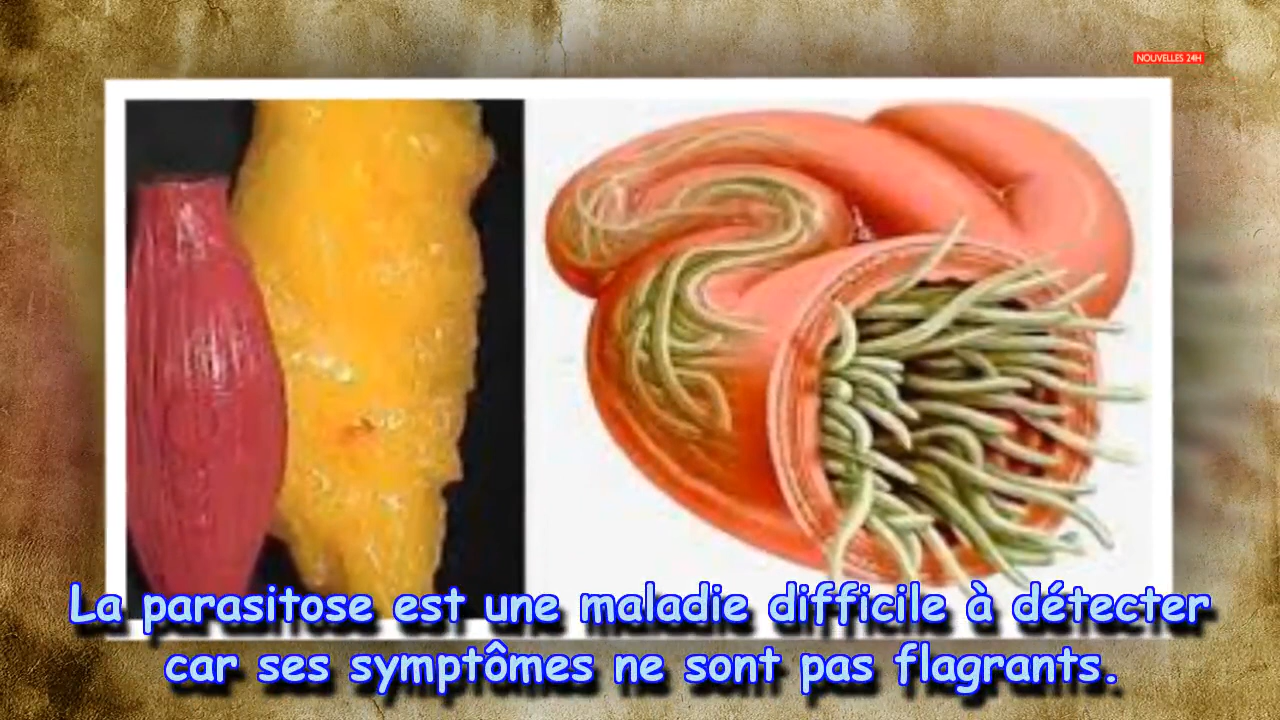 NOUVELLES 24H
La parasitose est une maladie difficile à détecter
car ses symptômes ne sont pas flagrants.